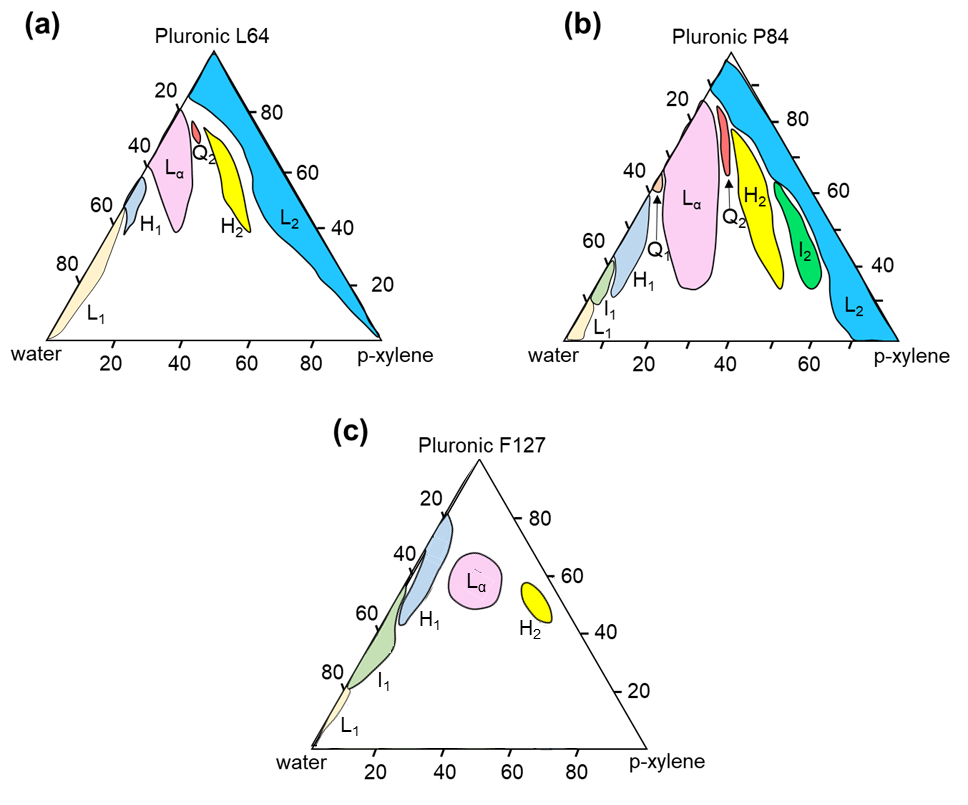 (a)
Pluronic L64
20
80
40
Lα
Q2
60
60
H1
H2
L2
40
80
20
L1
water
p-xylene
20
40
60
80
(b)
Pluronic P84
20
80
40
Lα
H2
60
Q2
60
Q1
I2
H1
40
I1
L2
L1
water
p-xylene
20
40
60
(c)
Pluronic F127
20
80
40
Lα
60
60
H1
H2
40
80
I1
20
L1
water
p-xylene
20
40
60
80